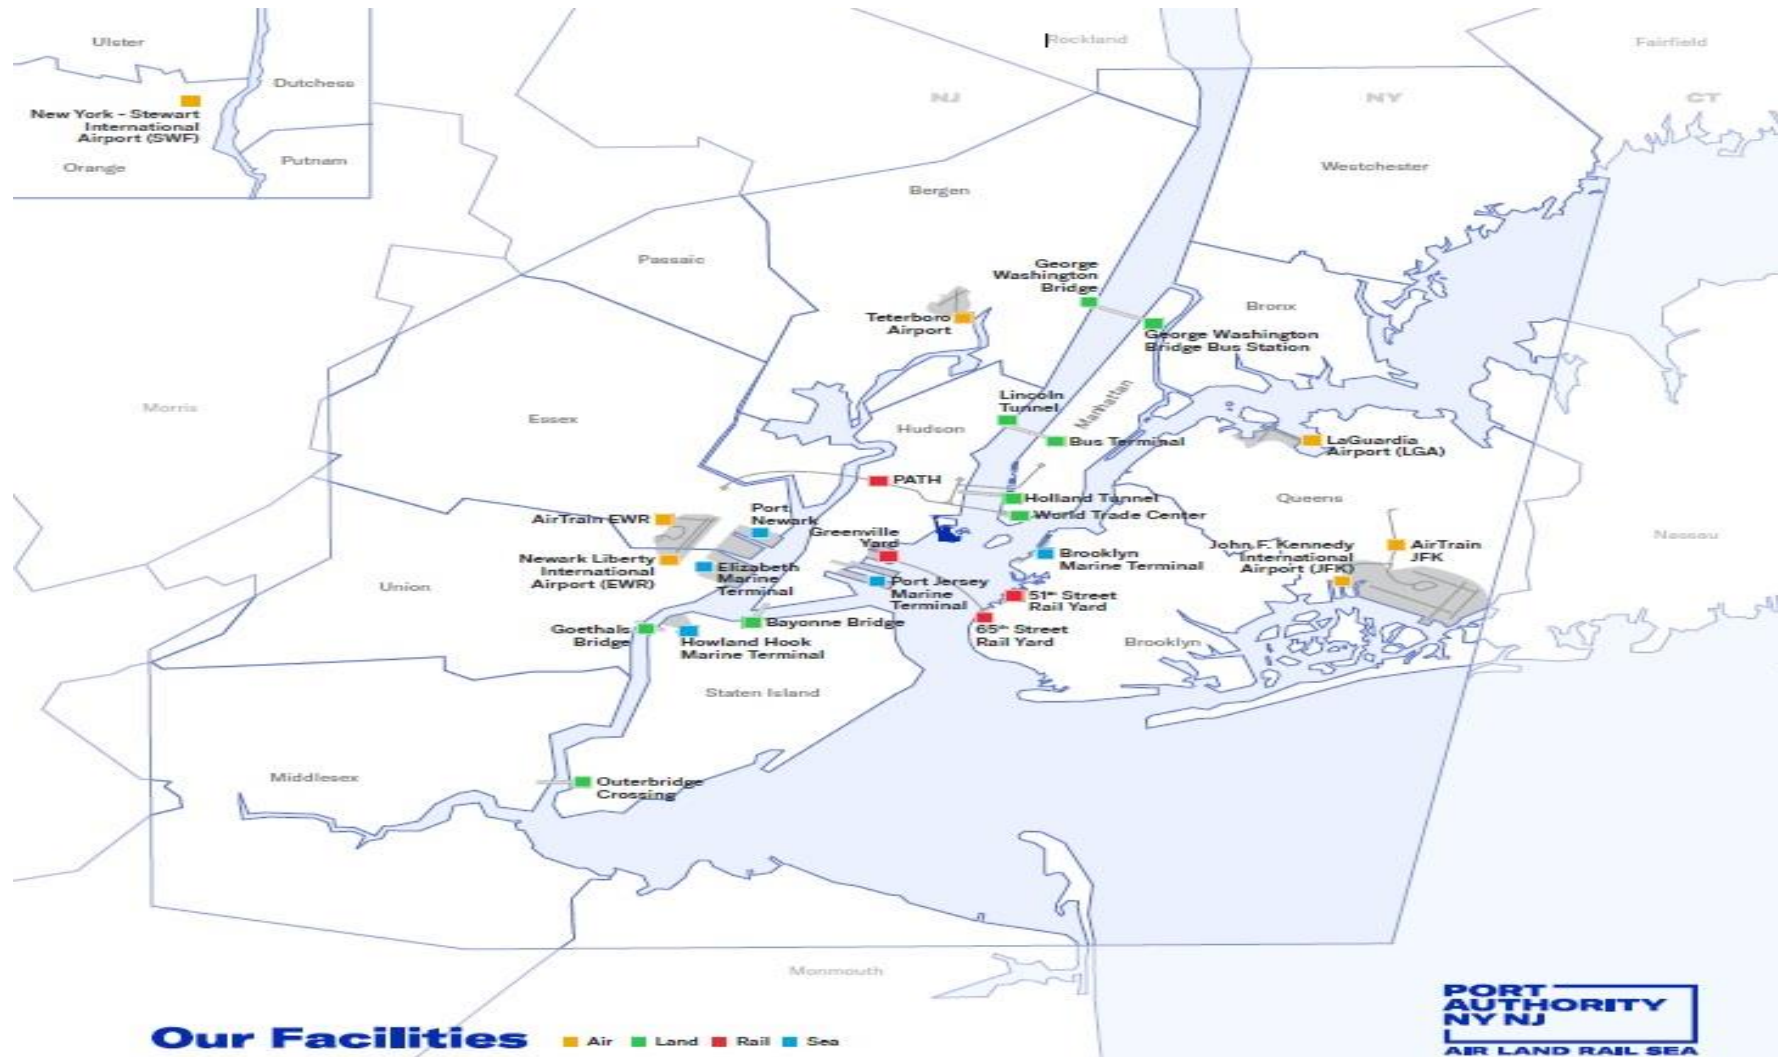 Ulster
Dutchess
New York - Stewart
International
Airport (SWF)
Orange
Putnam
Rockland
Fairfield
NJ
NY
CT
Westchester
Bergen
Passaic
George
Washington
Bridge
Bronx
Teterboro
Airport
George Washington
Bridge Bus Station
Morris
Essex
Lincoln
Tunnel
Manhattan
Hudson
Bus Terminal
LaGuardia
Airport (LGA)
PATH
Holland Tunnel
Queens
World Trade Center
AirTrain EWR
Port
Newark
Greenville
Yard
Nassau
Newark Liberty
International
Airport (EWR)
Elizabeth
Marine
Terminal
Brooklyn
Marine Terminal
John F. Kennedy
International
Airport (JFK)
AirTrain
JFK
Union
Port Jersey
Marine
Terminal
51st Street
Rail Yard
Goethals
Bridge
Bayonne Bridge
Howland Hook
Marine Terminal
65th Street
Rail Yard
Brooklyn
Staten Island
Middlesex
Outerbridge
Crossing
Monmouth
Our Facilities
Air Land Rail Sea
PORT
AUTHORITY
NY NJ
AIR LAND RAIL SEA